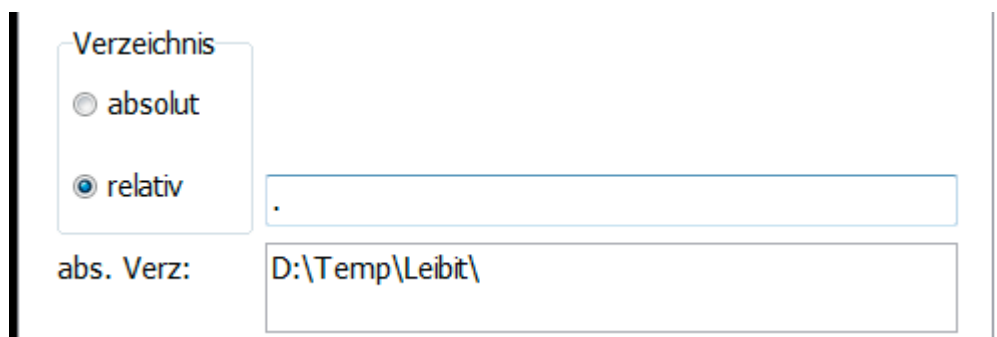 Verzeichnis
absolut
relativ
.
abs. Verz:
D:\Temp\Leibit\